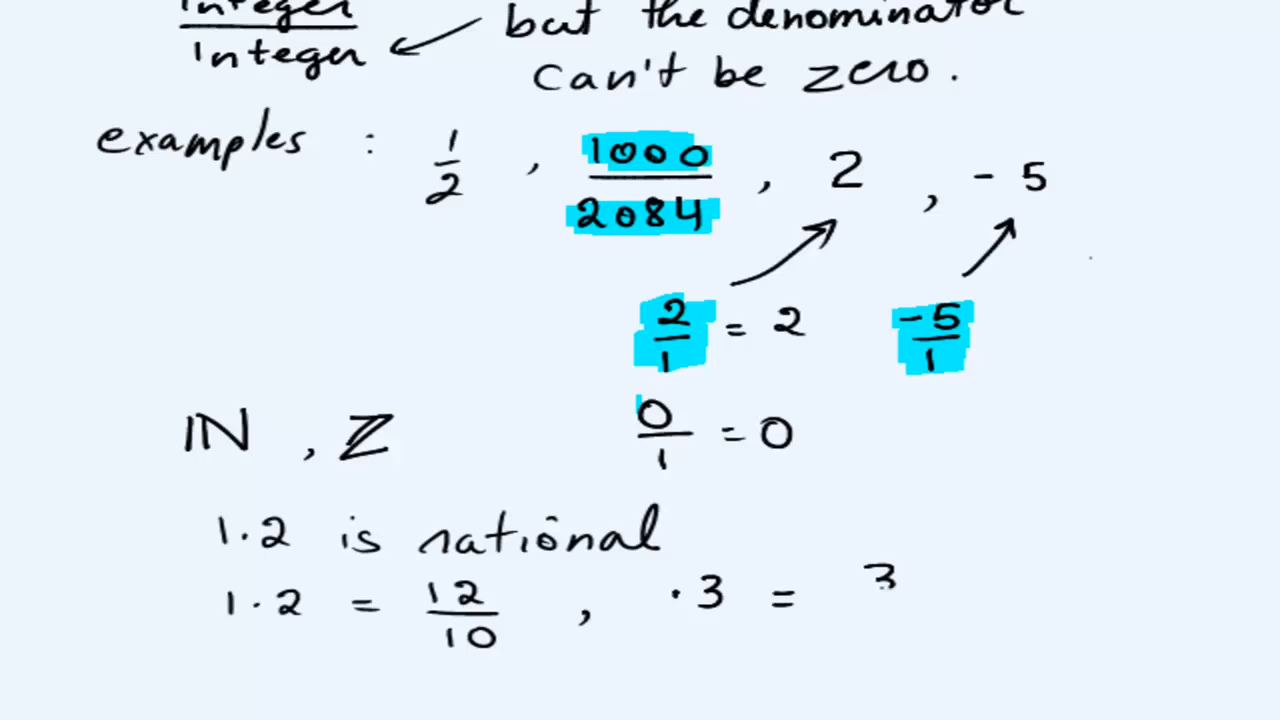 Integer
Integer
but the denominator
can't be zero.
examples : 1/2 , 1000/2084 , 2 , -5
2/1 = 2
-5/1
IN , Z
0/1 = 0
1.2 is rational
1.2 = 12/10 , .3 = 3